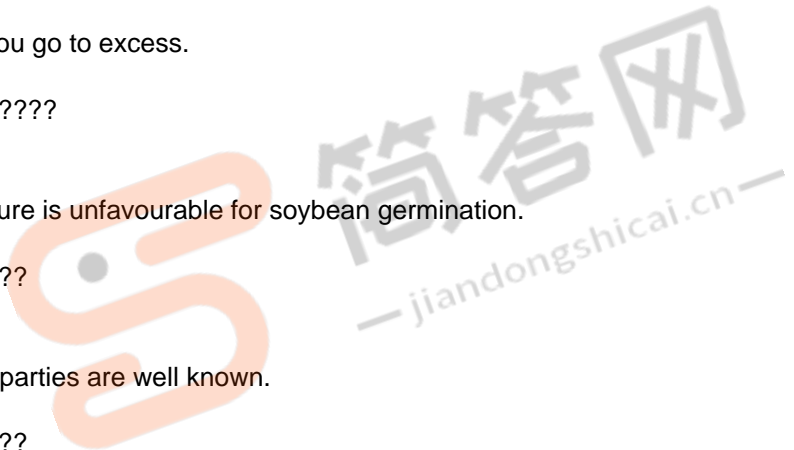 ou go to excess.
????
ure is unfavourable for soybean germination.
??
parties are well known.
??
简答网
jiandongshicai.cn